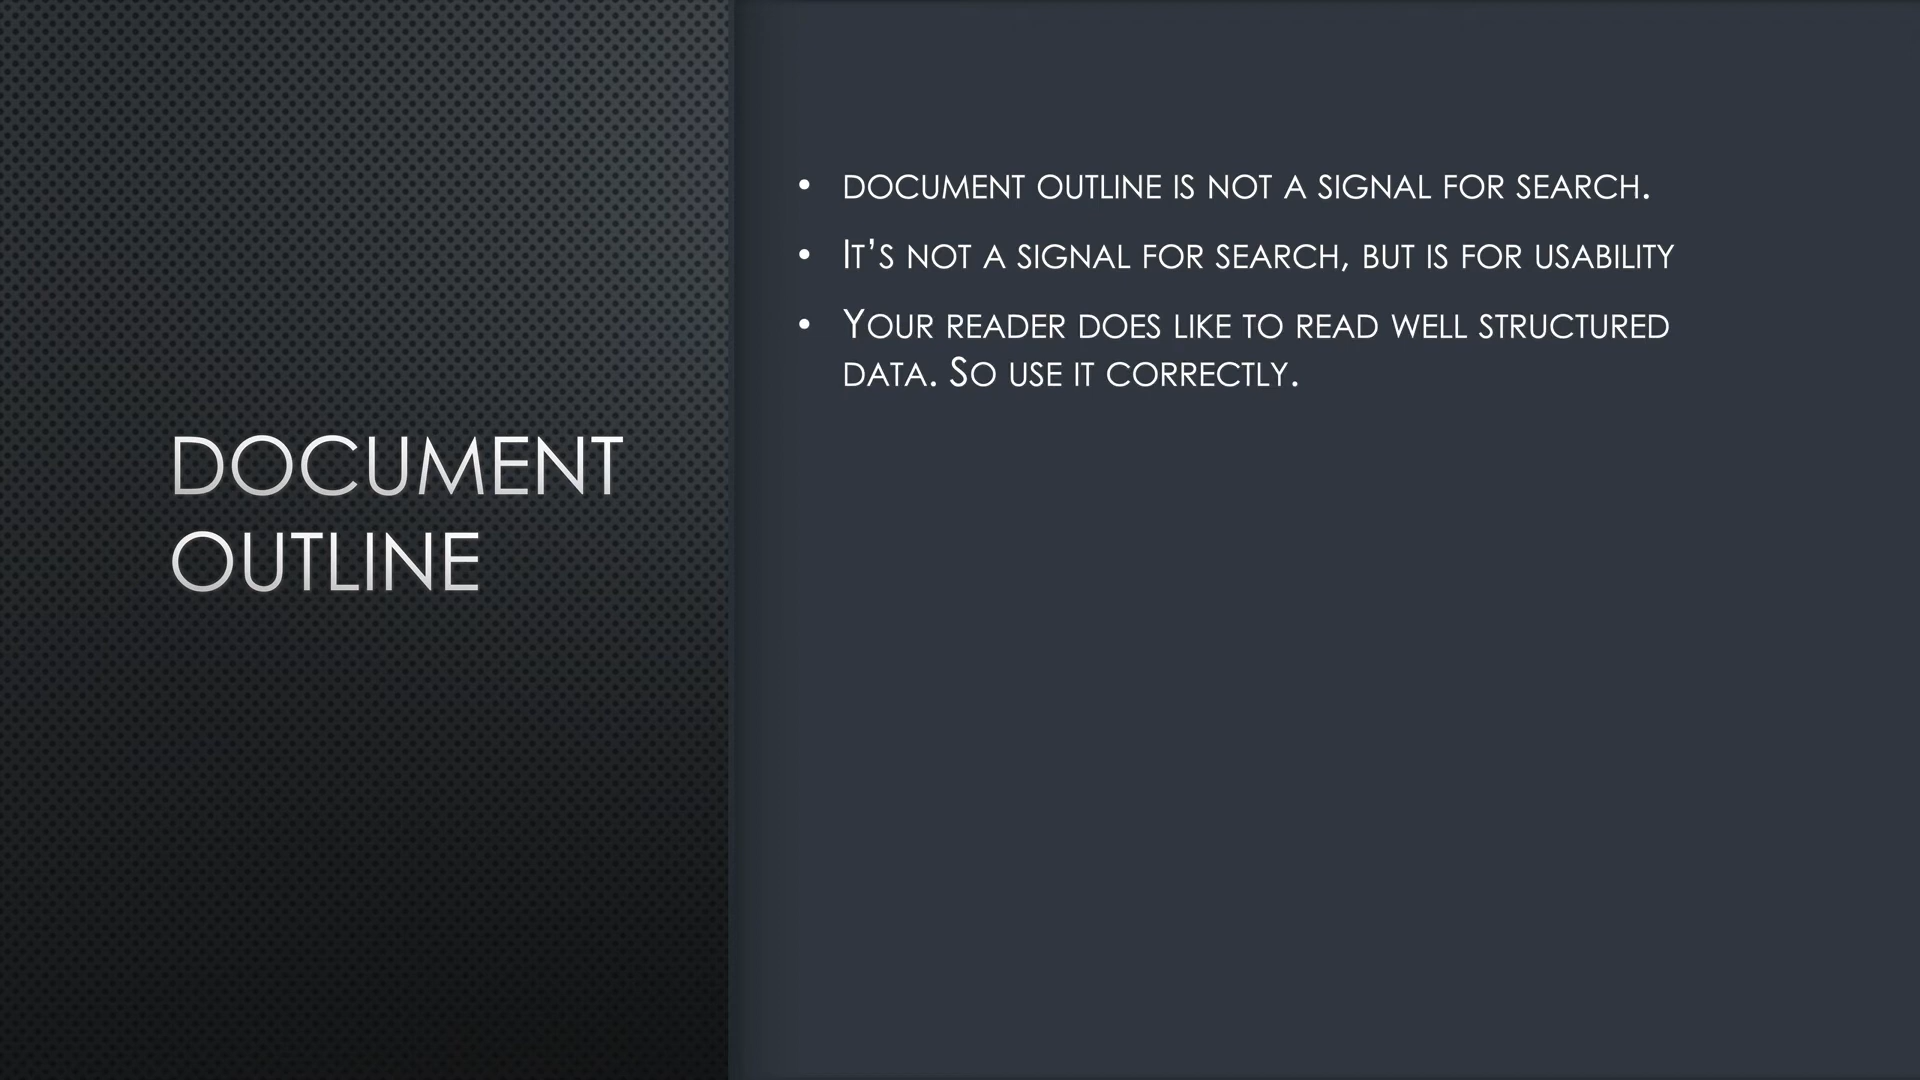 DOCUMENT
OUTLINE
• DOCUMENT OUTLINE IS NOT A SIGNAL FOR SEARCH.
• IT’S NOT A SIGNAL FOR SEARCH, BUT IS FOR USABILITY
• YOUR READER DOES LIKE TO READ WELL STRUCTURED
DATA. SO USE IT CORRECTLY.